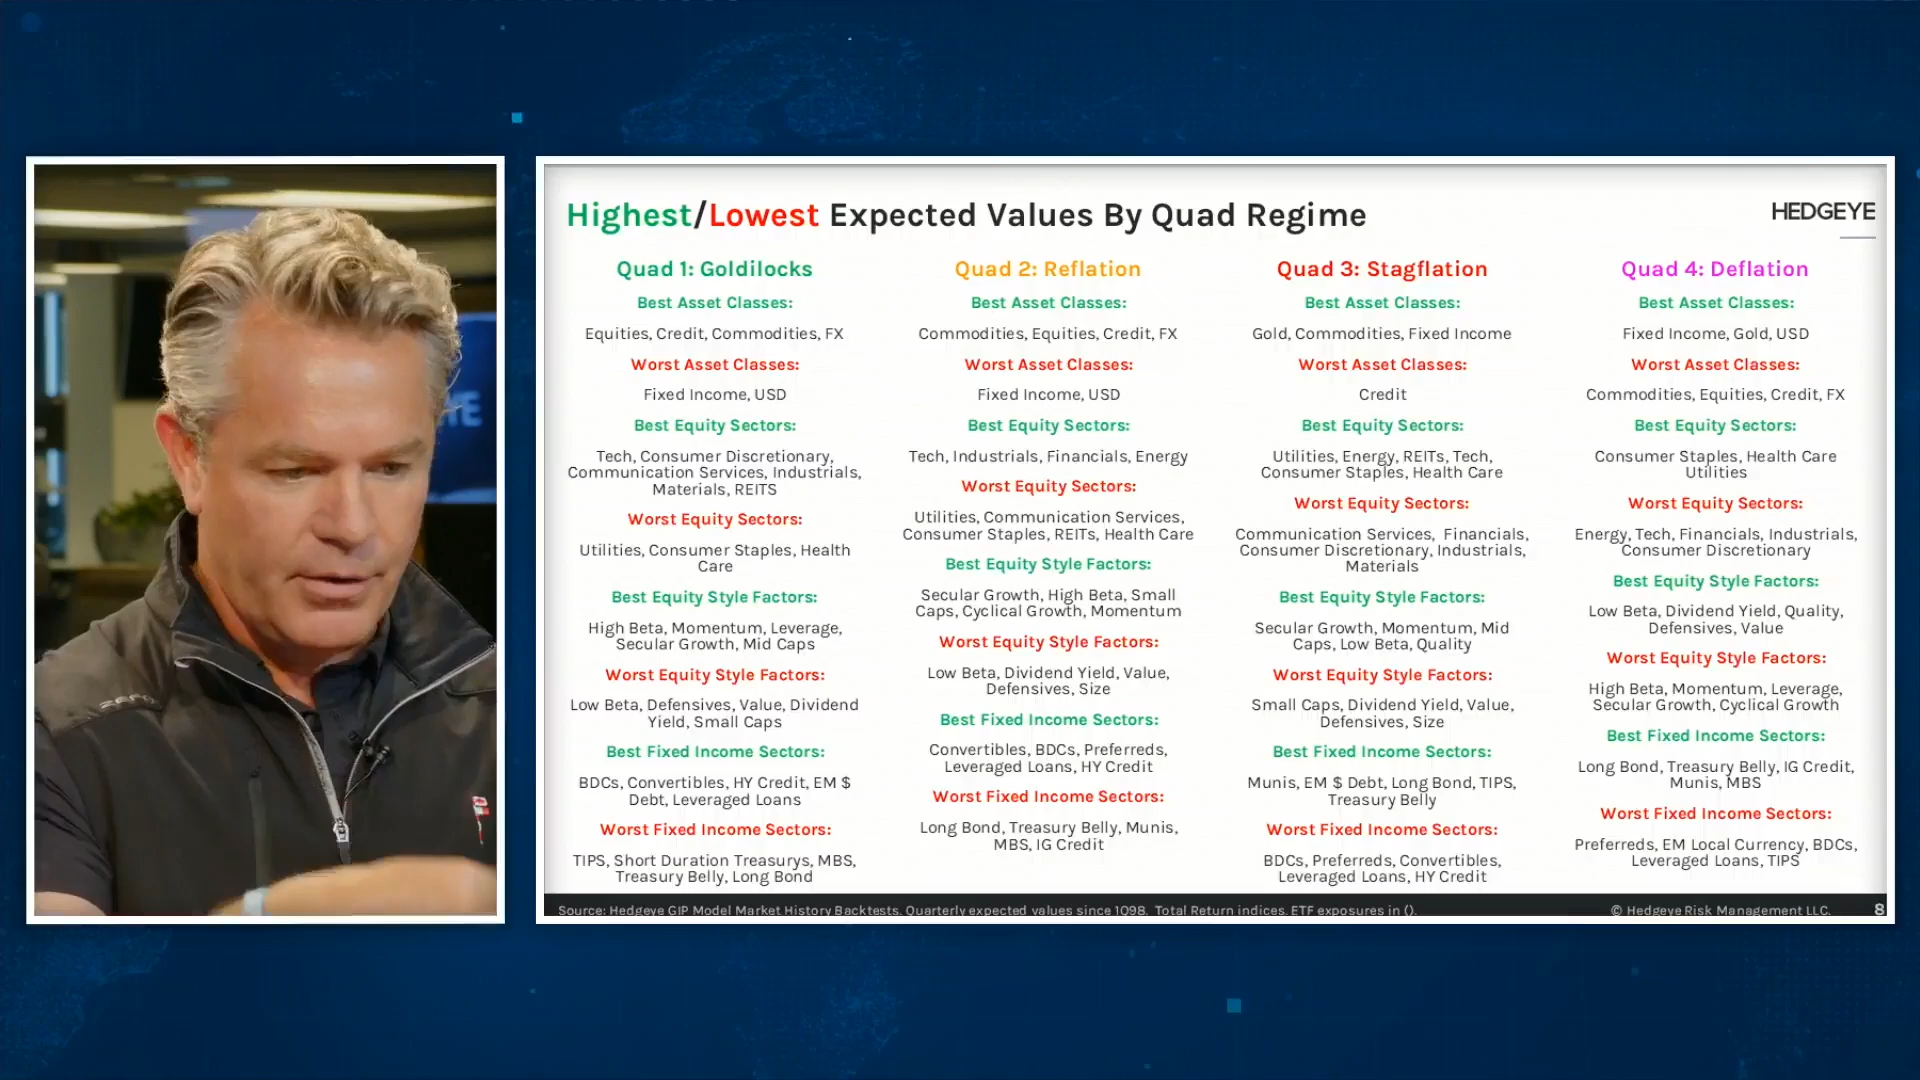 Highest/Lowest Expected Values By Quad Regime
HEDGEYE
Quad 1: Goldilocks
Best Asset Classes:
Equities, Credit, Commodities, FX
Worst Asset Classes:
Fixed Income, USD
Best Equity Sectors:
Tech, Consumer Discretionary,
Communication Services, Industrials,
Materials, REITS
Worst Equity Sectors:
Utilities, Consumer Staples, Health
Care
Best Equity Style Factors:
High Beta, Momentum, Leverage,
Secular Growth, Mid Caps
Worst Equity Style Factors:
Low Beta, Defensives, Value, Dividend
Yield, Small Caps
Best Fixed Income Sectors:
BDCs, Convertibles, HY Credit, EM $
Debt, Leveraged Loans
Worst Fixed Income Sectors:
TIPS, Short Duration Treasurys, MBS,
Treasury Belly, Long Bond
Quad 2: Reflation
Best Asset Classes:
Commodities, Equities, Credit, FX
Worst Asset Classes:
Fixed Income, USD
Best Equity Sectors:
Tech, Industrials, Financials, Energy
Worst Equity Sectors:
Utilities, Communication Services,
Consumer Staples, REITs, Health Care
Best Equity Style Factors:
Secular Growth, High Beta, Small
Caps, Cyclical Growth, Momentum
Worst Equity Style Factors:
Low Beta, Dividend Yield, Value,
Defensives, Size
Best Fixed Income Sectors:
Convertibles, BDCs, Preferreds,
Leveraged Loans, HY Credit
Worst Fixed Income Sectors:
Long Bond, Treasury Belly, Munis,
MBS, IG Credit
Quad 3: Stagflation
Best Asset Classes:
Gold, Commodities, Fixed Income
Worst Asset Classes:
Credit
Best Equity Sectors:
Utilities, Energy, REITs, Tech,
Consumer Staples, Health Care
Worst Equity Sectors:
Communication Services, Financials,
Consumer Discretionary, Industrials,
Materials
Best Equity Style Factors:
Secular Growth, Momentum, Mid
Caps, Low Beta, Quality
Worst Equity Style Factors:
Small Caps, Dividend Yield, Value,
Defensives, Size
Best Fixed Income Sectors:
Munis, EM $ Debt, Long Bond, TIPS,
Treasury Belly
Worst Fixed Income Sectors:
BDCs, Preferreds, Convertibles,
Leveraged Loans, HY Credit
Quad 4: Deflation
Best Asset Classes:
Fixed Income, Gold, USD
Worst Asset Classes:
Commodities, Equities, Credit, FX
Best Equity Sectors:
Consumer Staples, Health Care
Utilities
Worst Equity Sectors:
Energy, Tech, Financials, Industrials,
Consumer Discretionary
Best Equity Style Factors:
Low Beta, Dividend Yield, Quality,
Defensives, Value
Worst Equity Style Factors:
High Beta, Momentum, Leverage,
Secular Growth, Cyclical Growth
Best Fixed Income Sectors:
Long Bond, Treasury Belly, IG Credit,
Munis, MBS
Worst Fixed Income Sectors:
Preferreds, EM Local Currency, BDCs,
Leveraged Loans, TIPS
Source: Hedgeye GIP Model Market History Backtests. Quarterly expected values since 1Q98. Total Return indices. ETF exposures in ().
© Hedgeye Risk Management LLC.
8